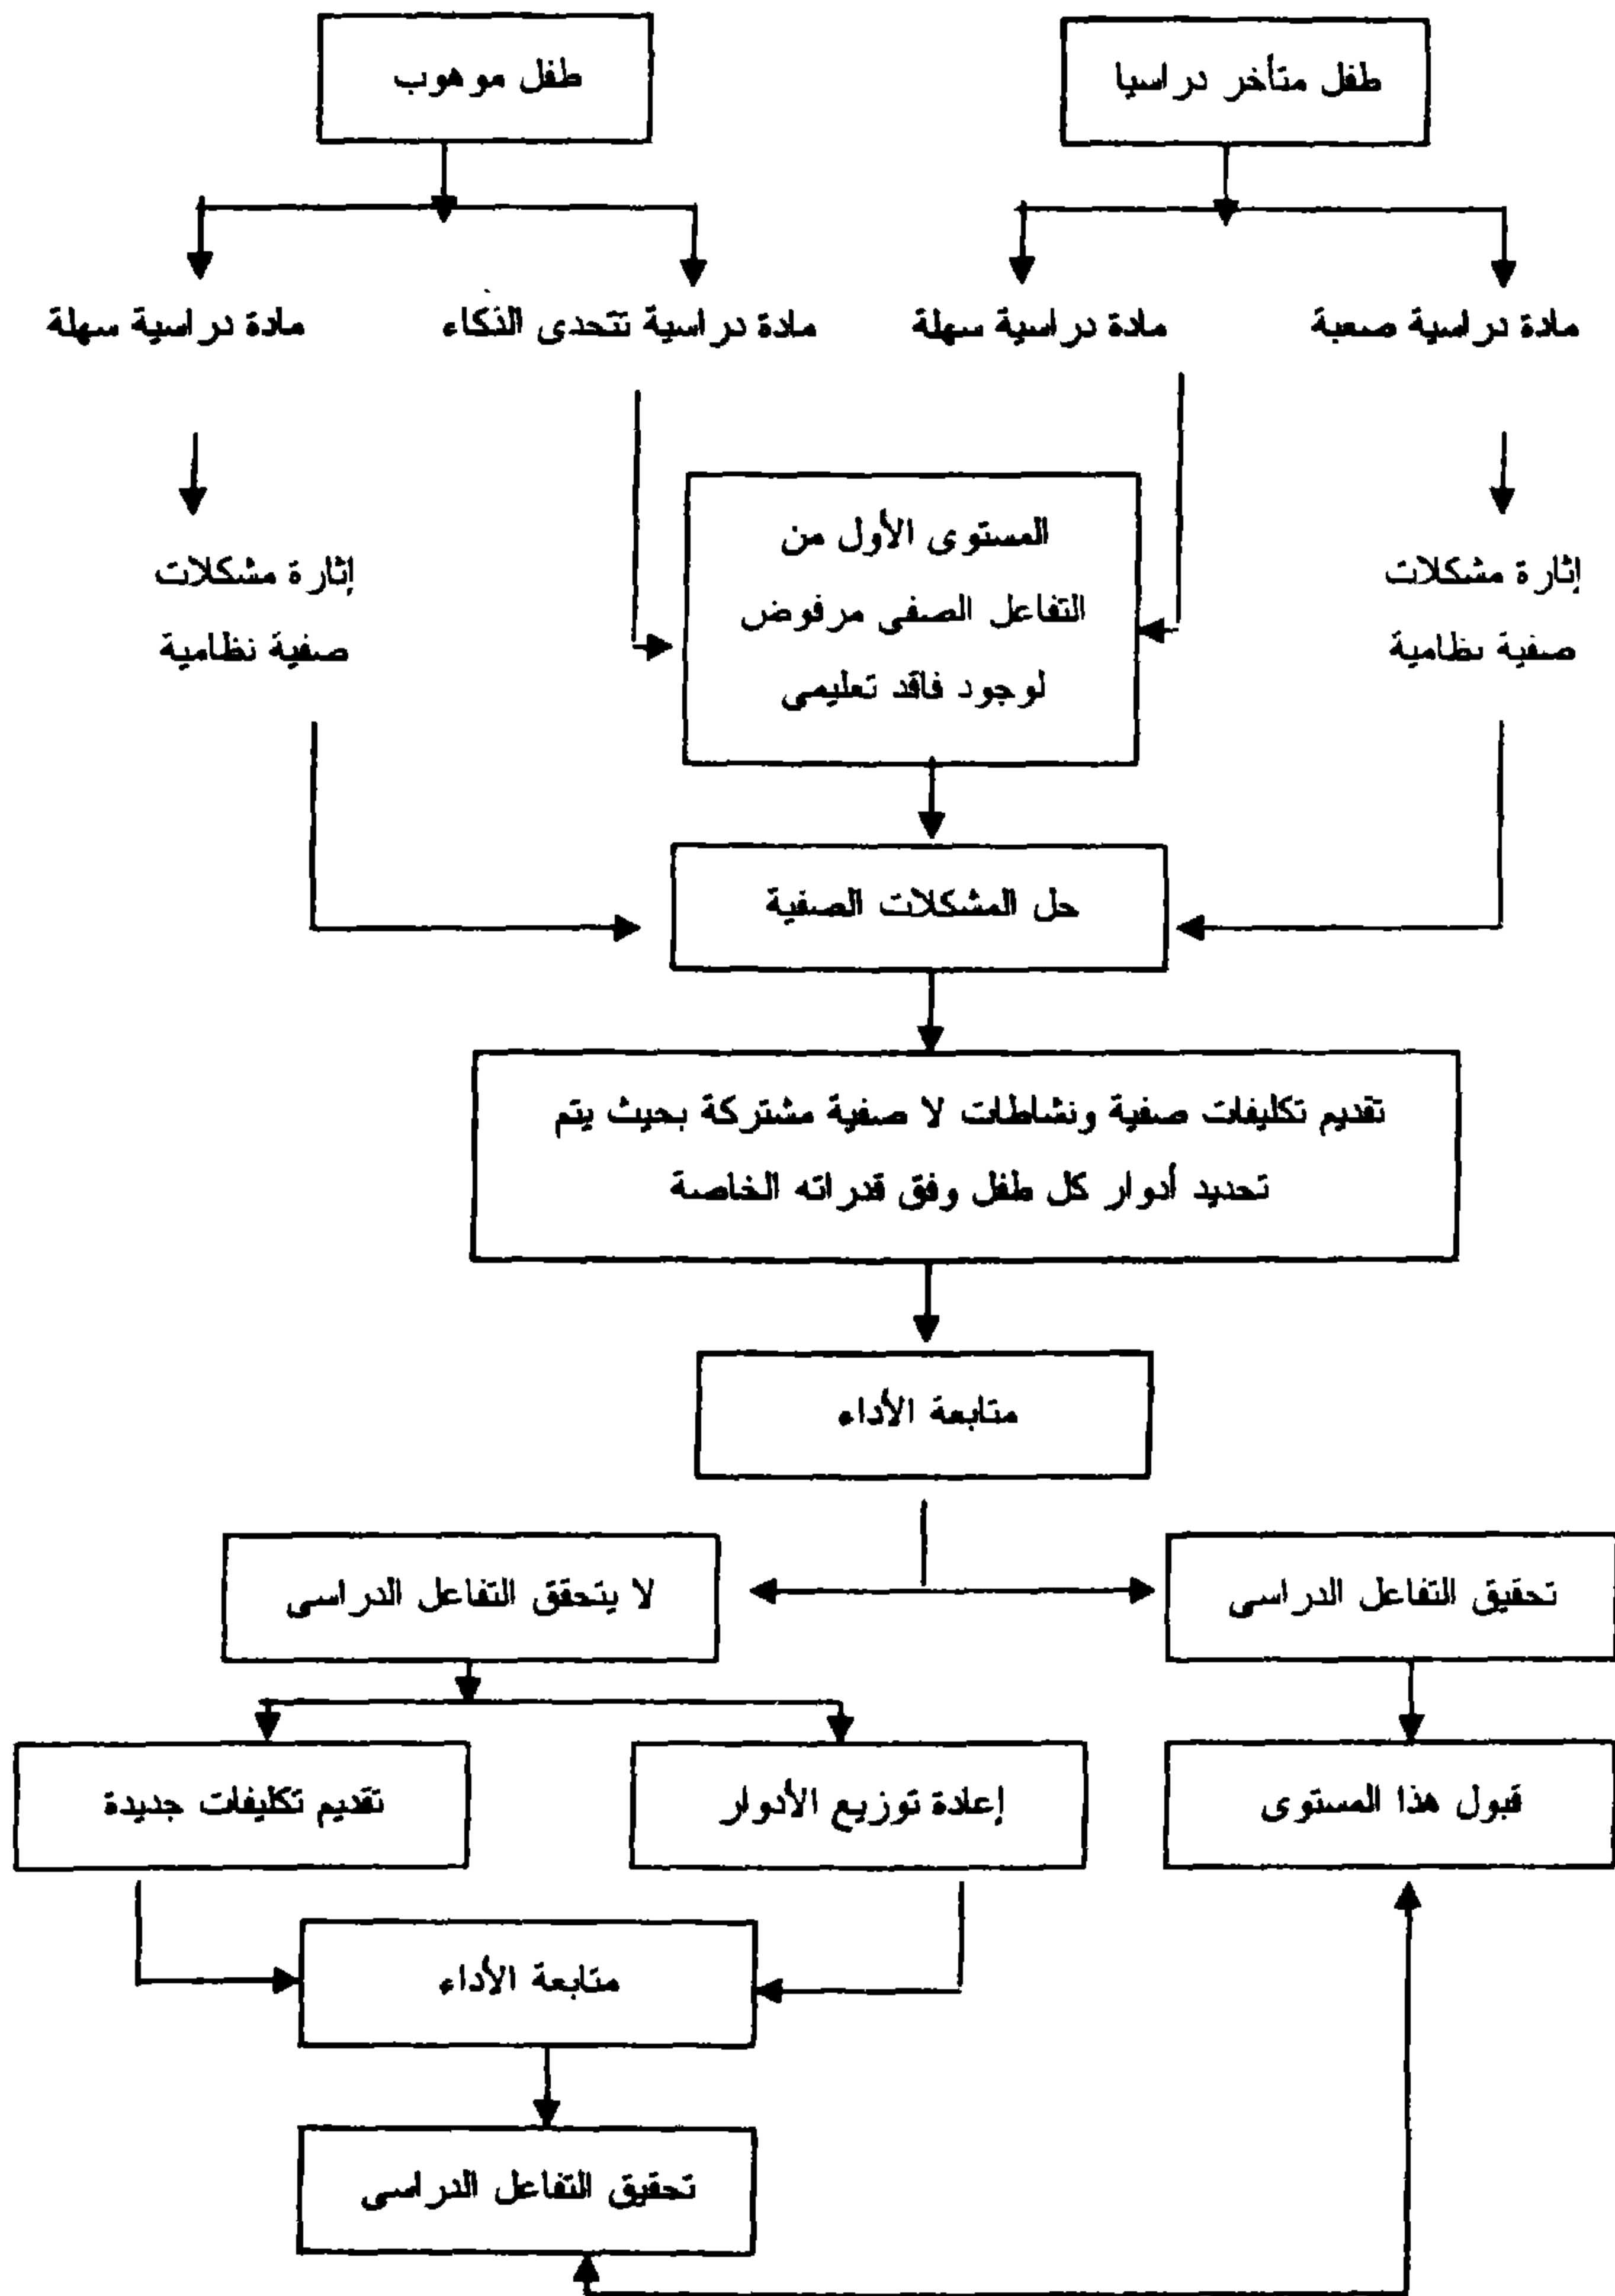 طفل متأخر دراسيا
طفل موهوب
مادة دراسية صعبة
مادة دراسية سهلة
مادة دراسية تتحدى الذكاء
مادة دراسية سهلة
إثارة مشكلات
صفية نظامية
المستوى الأول من
التفاعل الصفى مرفوض
لوجود فاقد تعليمى
إثارة مشكلات
صفية نظامية
حل المشكلات الصفية
تقديم تكليفات صفية ونشاطات لا صفية مشتركة بحيث يتم
تحديد أدوار كل طفل وفق قدراته الخاصة
متابعة الأداء
تحقيق التفاعل الدراسى
لا يتحقق التفاعل الدراسى
قبول هذا المستوى
إعادة توزيع الأدوار
تقديم تكليفات جديدة
متابعة الأداء
تحقيق التفاعل الدراسى